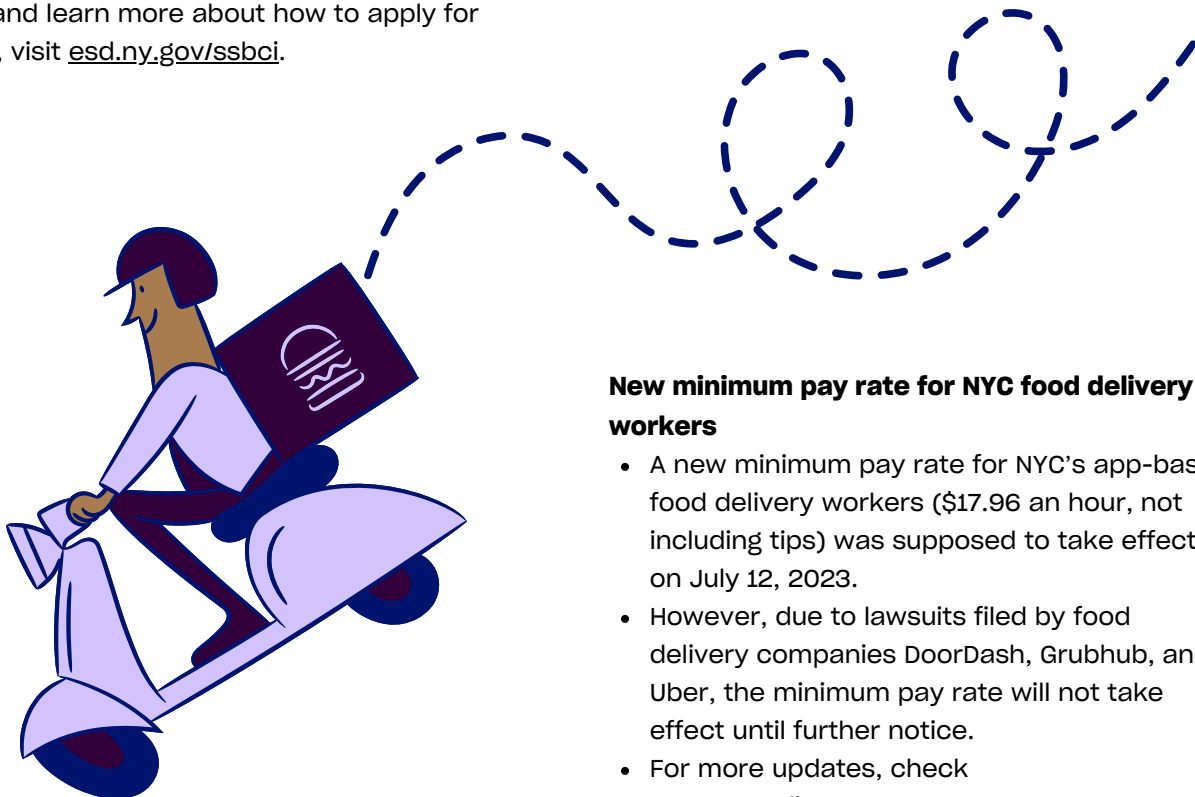 and learn more about how to apply for
, visit esd.ny.gov/ssbci.
New minimum pay rate for NYC food delivery
workers
• A new minimum pay rate for NYC’s app-bas
food delivery workers ($17.96 an hour, not
including tips) was supposed to take effect
on July 12, 2023.
• However, due to lawsuits filed by food
delivery companies DoorDash, Grubhub, an
Uber, the minimum pay rate will not take
effect until further notice.
• For more updates, check